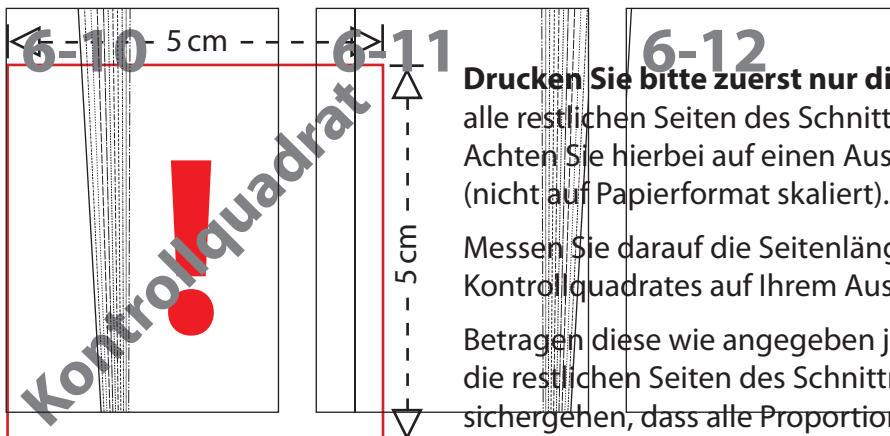 6-10 6-11 6-12
5 cm
Kontrollquadrat
!
5 cm
Drucken Sie bitte zuerst nur di
alle restlichen Seiten des Schnitt
Achten Sie hierbei auf einen Aus
(nicht auf Papierformat skaliert).
Messen Sie darauf die Seitenläng
Kontrollquadrates auf Ihrem Aus
Betragen diese wie angegeben j
die restlichen Seiten des Schnitt
sichergehen, dass alle Proportion